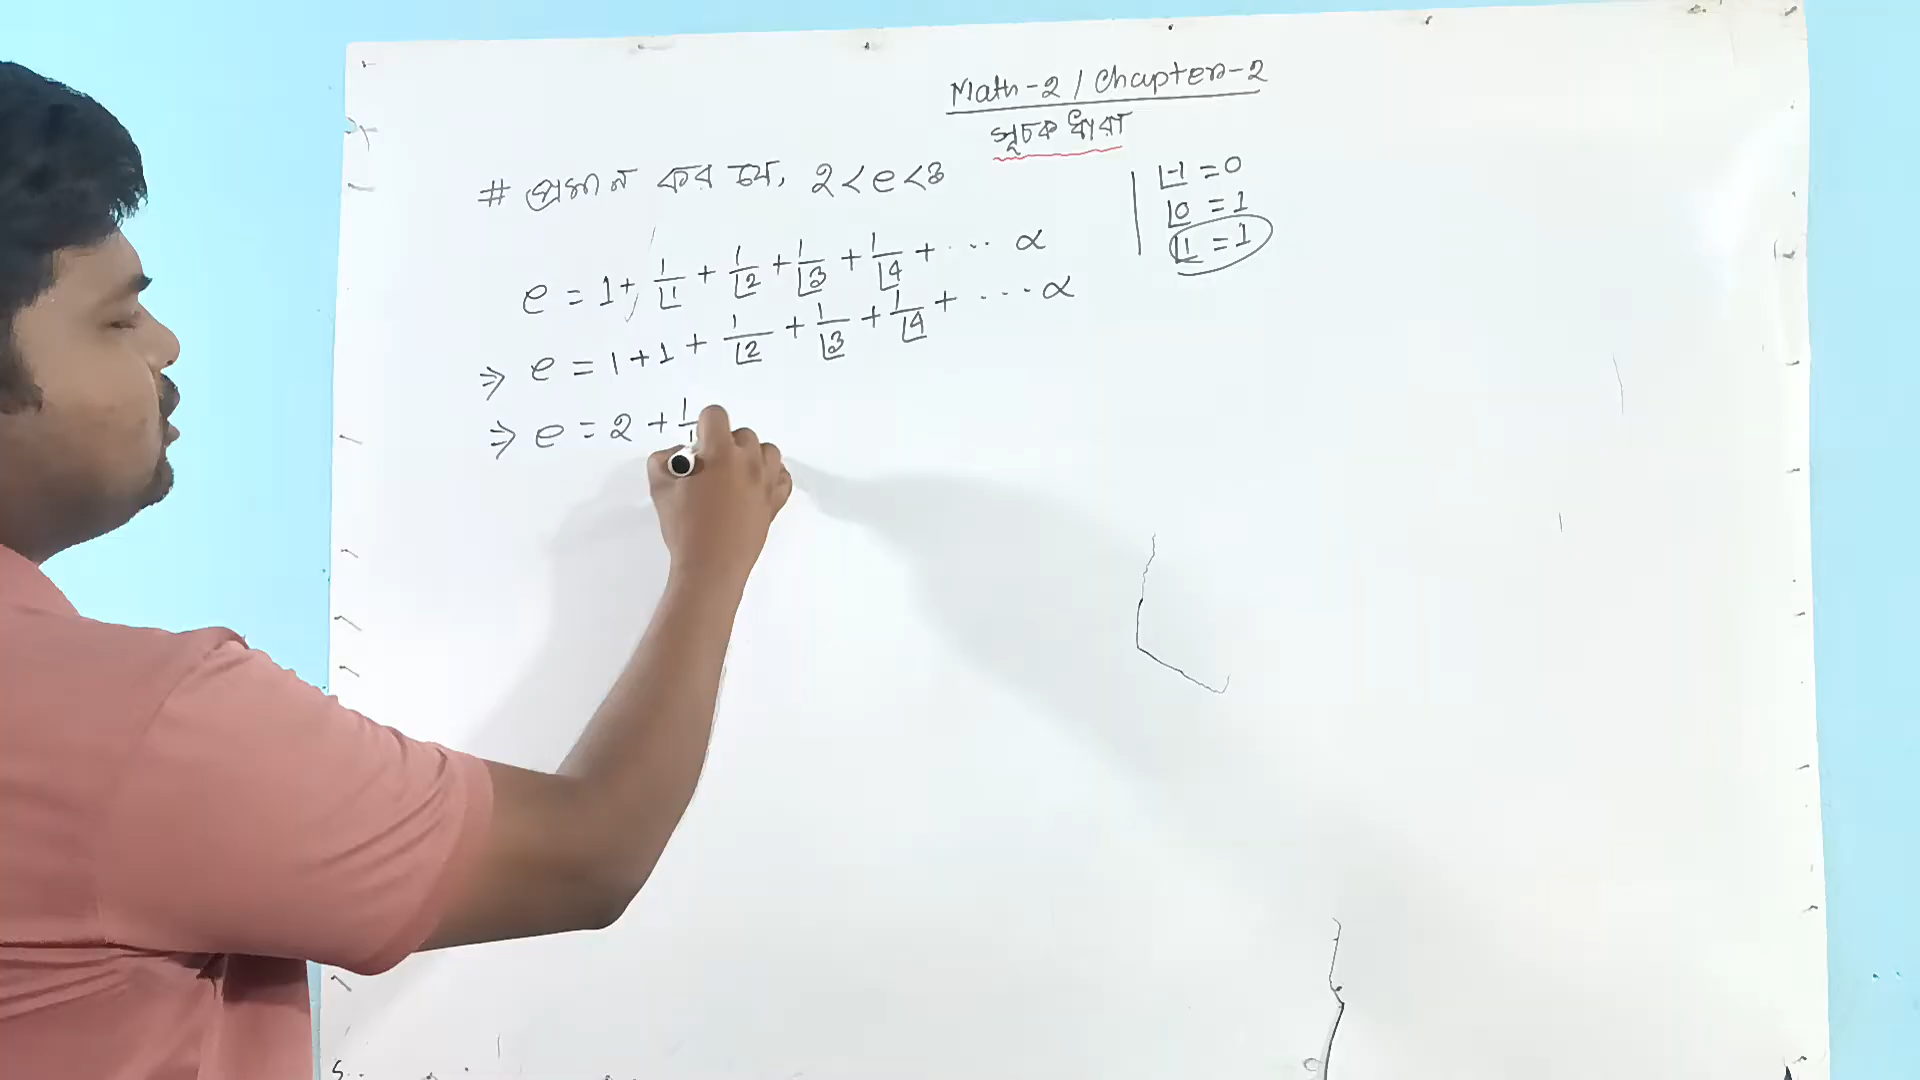 Math-2 / Chapter-2
সূচক ধারা
# প্রমান কর যে, 2 < e < 3
e = 1 + 1/⌊1 + 1/⌊2 + 1/⌊3 + 1/⌊4 + ... ∝
⇒ e = 1 + 1 + 1/⌊2 + 1/⌊3 + 1/⌊4 + ... ∝
⇒ e = 2 + 1/
⌊-1 = 0
⌊0 = 1
⌊1 = 1